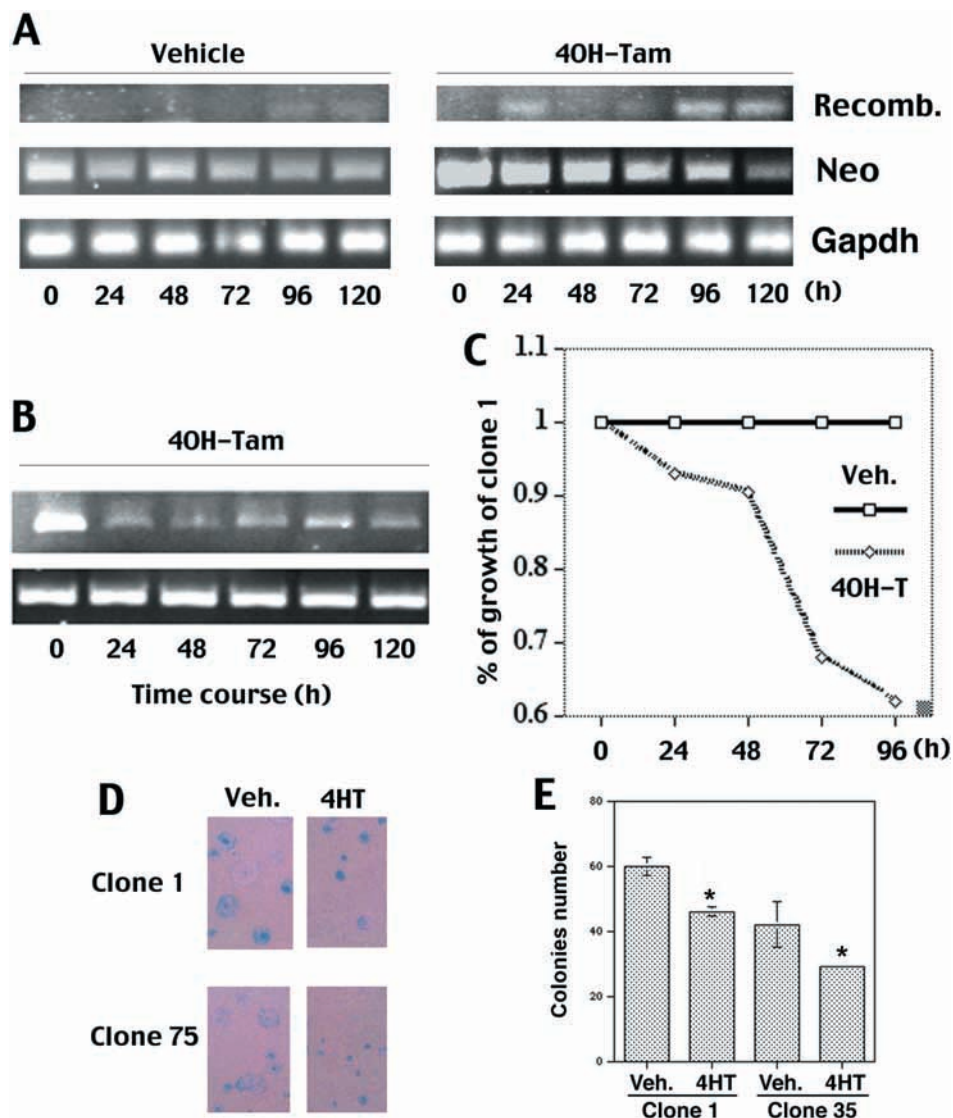 A
Vehicle
4OH-Tam
Recomb.
Neo
Gapdh
0 24 48 72 96 120
0 24 48 72 96 120 (h)
B
4OH-Tam
0 24 48 72 96 120
Time course (h)
C
% of growth of clone 1
1.1
1
0.9
0.8
0.7
0.6
Veh.
4OH-T
0 24 48 72 96 (h)
D
Veh. 4HT
Clone 1
Clone 75
E
Colonies number
80
60
40
20
0
* *
Veh. 4HT Veh. 4HT
Clone 1 Clone 35